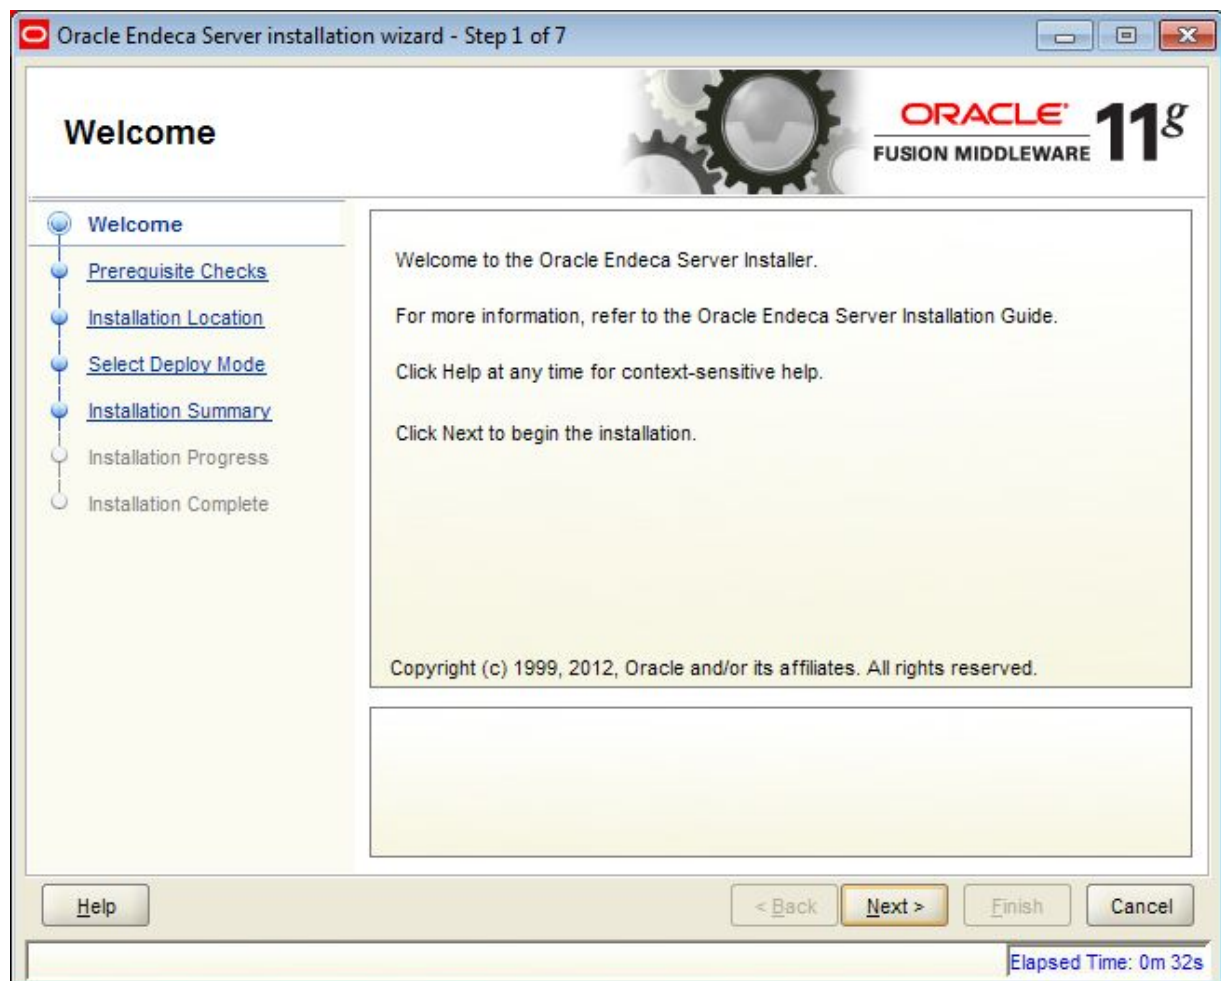 Oracle Endeca Server installation wizard - Step 1 of 7
Welcome
ORACLE®
FUSION MIDDLEWARE 11g
Welcome
Prerequisite Checks
Installation Location
Select Deploy Mode
Installation Summary
Installation Progress
Installation Complete
Welcome to the Oracle Endeca Server Installer.
For more information, refer to the Oracle Endeca Server Installation Guide.
Click Help at any time for context-sensitive help.
Click Next to begin the installation.
Copyright (c) 1999, 2012, Oracle and/or its affiliates. All rights reserved.
Help < Back Next > Finish Cancel
Elapsed Time: 0m 32s